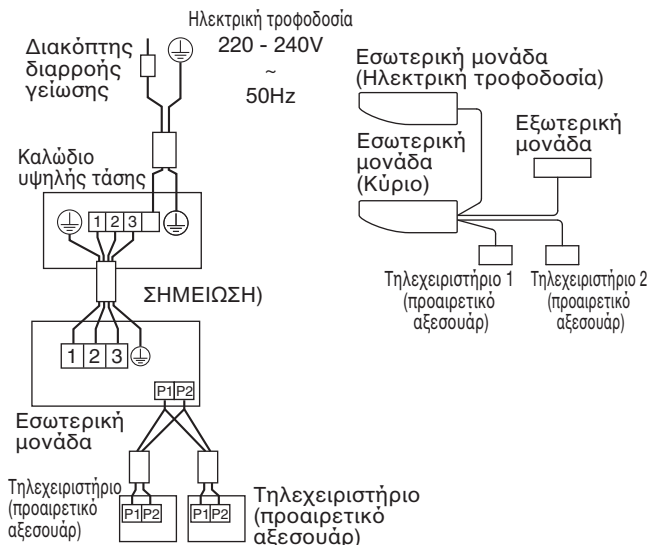 Ηλεκτρική τροφοδοσία
220 - 240V
~
50Hz
Διακόπτης
διαρροής
γείωσης
Καλώδιο
υψηλής τάσης
1 2 3
ΣΗΜΕΙΩΣΗ)
1 2 3
P1 P2
Εσωτερική
μονάδα
Τηλεχειριστήριο
(προαιρετικό
αξεσουάρ)
P1 P2
P1 P2
Τηλεχειριστήριο
(προαιρετικό
αξεσουάρ)
Εσωτερική μονάδα
(Ηλεκτρική τροφοδοσία)
Εσωτερική
μονάδα
(Κύριο)
Εξωτερική
μονάδα
Τηλεχειριστήριο 1
(προαιρετικό
αξεσουάρ)
Τηλεχειριστήριο 2
(προαιρετικό
αξεσουάρ)